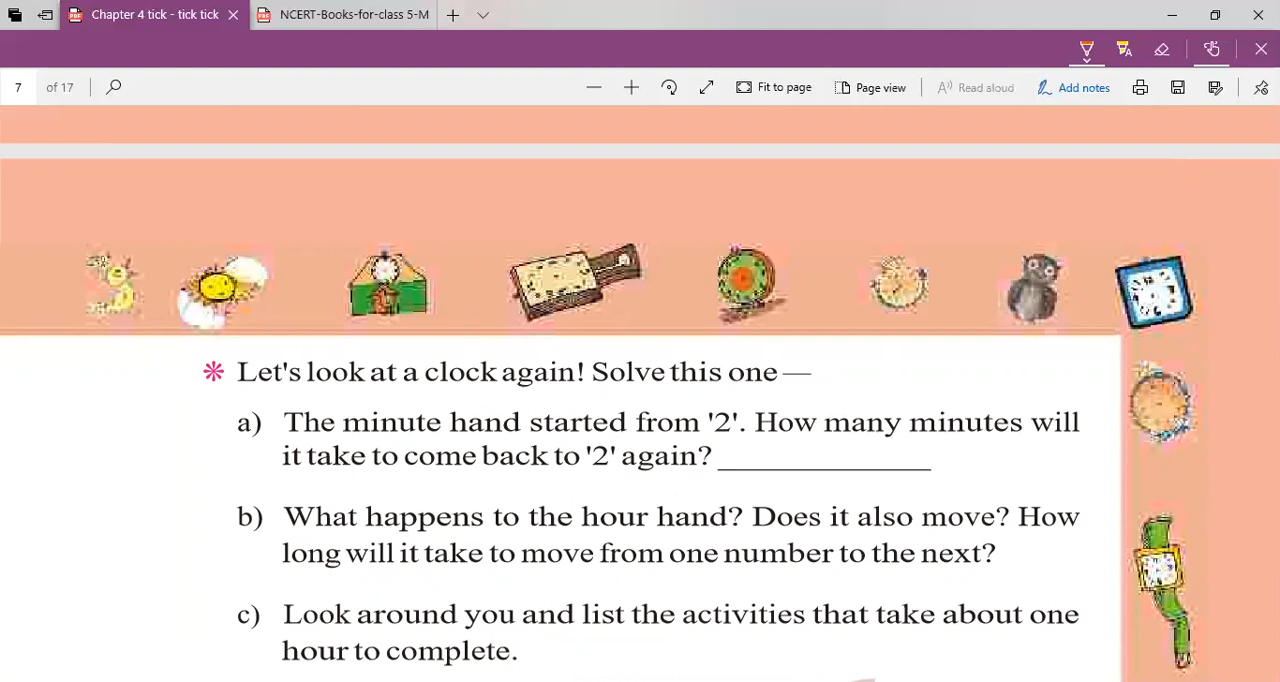 Chapter 4 tick - tick tick
NCERT-Books-for class 5-M
7 of 17
Fit to page
Page view
Read aloud
Add notes
Let's look at a clock again! Solve this one —
a) The minute hand started from '2'. How many minutes will
it take to come back to '2' again? _______________
b) What happens to the hour hand? Does it also move? How
long will it take to move from one number to the next?
c) Look around you and list the activities that take about one
hour to complete.